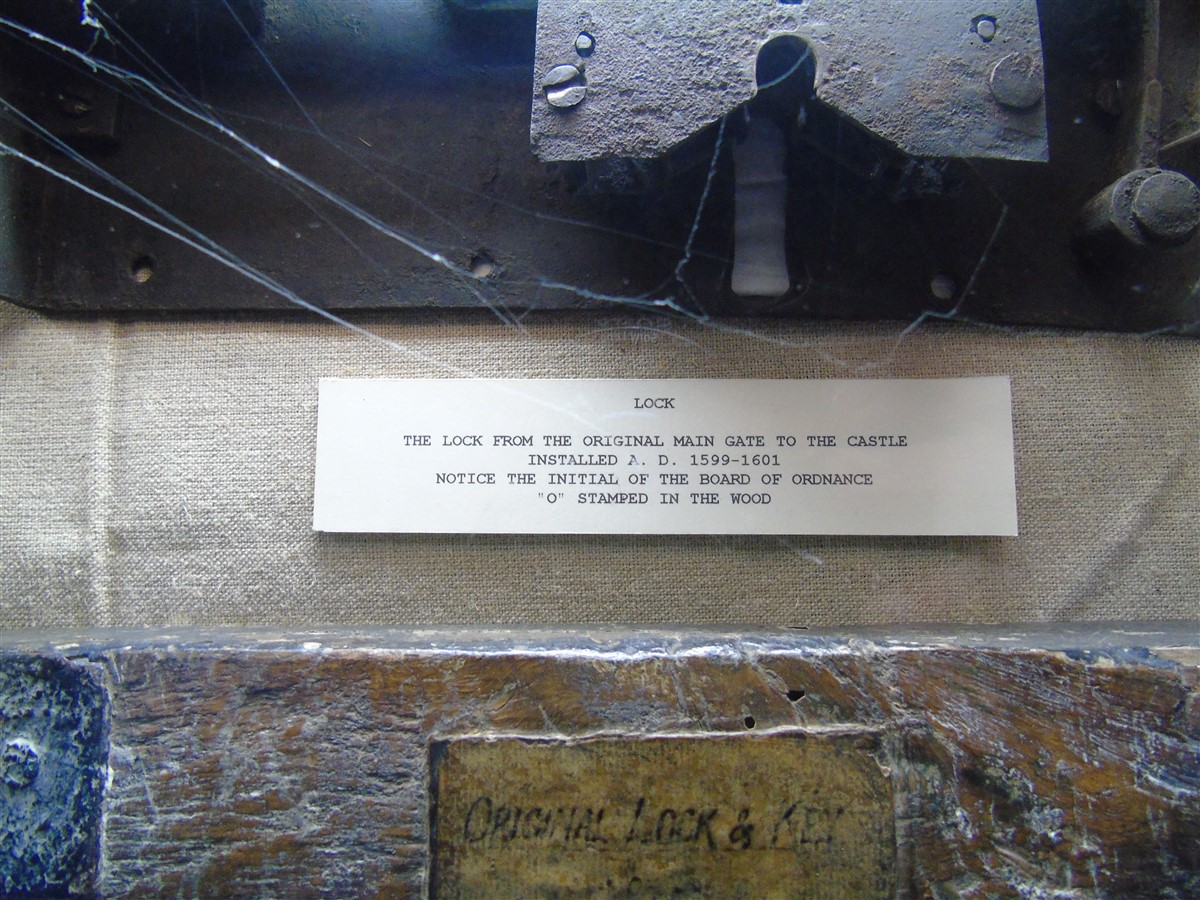 LOCK
THE LOCK FROM THE ORIGINAL MAIN GATE TO THE CASTLE
INSTALLED A. D. 1599-1601
NOTICE THE INITIAL OF THE BOARD OF ORDNANCE
"O" STAMPED IN THE WOOD
ORIGINAL LOCK & KEY